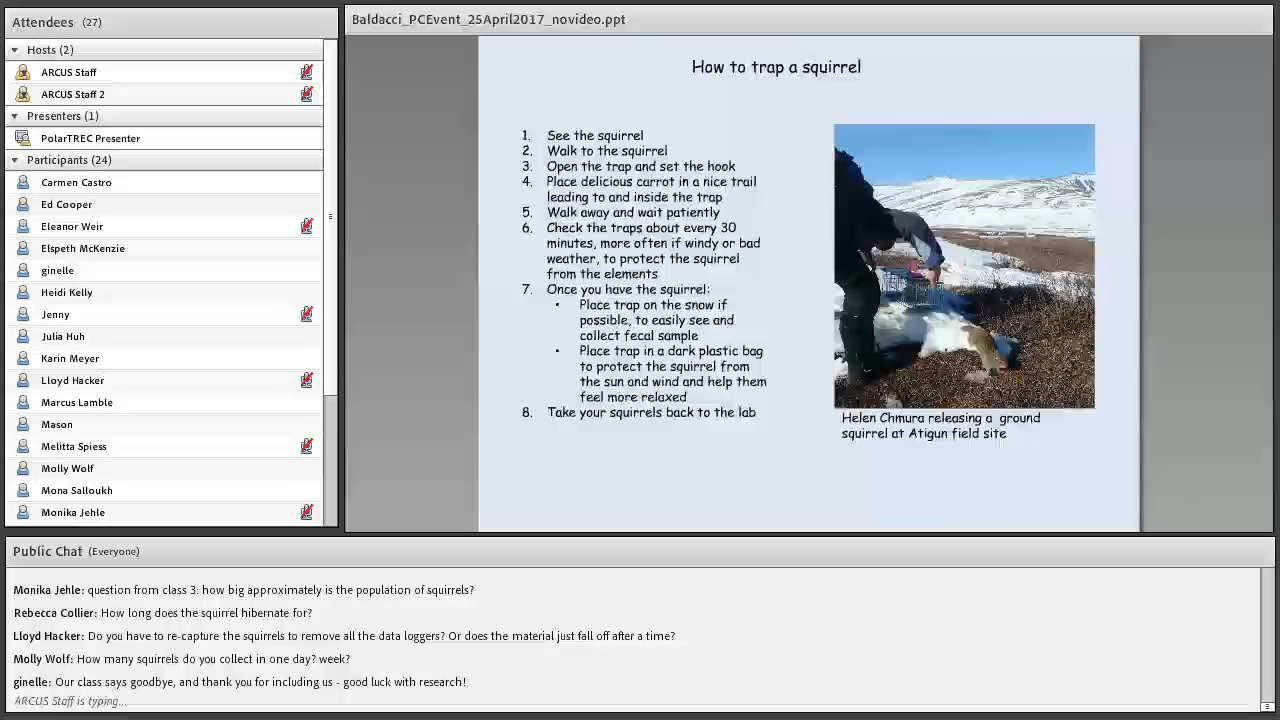 Attendees (27)
Hosts (2)
ARCUS Staff
ARCUS Staff 2
Presenters (1)
PolarTREC Presenter
Participants (24)
Carmen Castro
Ed Cooper
Eleanor Weir
Elspeth McKenzie
ginelle
Heidi Kelly
Jenny
Julia Huh
Karin Meyer
Lloyd Hacker
Marcus Lamble
Mason
Melitta Spiess
Molly Wolf
Mona Salloukh
Monika Jehle
Baldacci_PCEvent_25April2017_novideo.ppt
How to trap a squirrel
1. See the squirrel
2. Walk to the squirrel
3. Open the trap and set the hook
4. Place delicious carrot in a nice trail
leading to and inside the trap
5. Walk away and wait patiently
6. Check the traps about every 30
minutes, more often if windy or bad
weather, to protect the squirrel
from the elements
7. Once you have the squirrel:
• Place trap on the snow if
possible, to easily see and
collect fecal sample
• Place trap in a dark plastic bag
to protect the squirrel from
the sun and wind and help them
feel more relaxed
8. Take your squirrels back to the lab
Helen Chmura releasing a ground
squirrel at Atigun field site
Public Chat (Everyone)
Monika Jehle: question from class 3: how big approximately is the population of squirrels?
Rebecca Collier: How long does the squirrel hibernate for?
Lloyd Hacker: Do you have to re-capture the squirrels to remove all the data loggers? Or does the material just fall off after a time?
Molly Wolf: How many squirrels do you collect in one day? week?
ginelle: Our class says goodbye, and thank you for including us - good luck with research!
ARCUS Staff is typing...